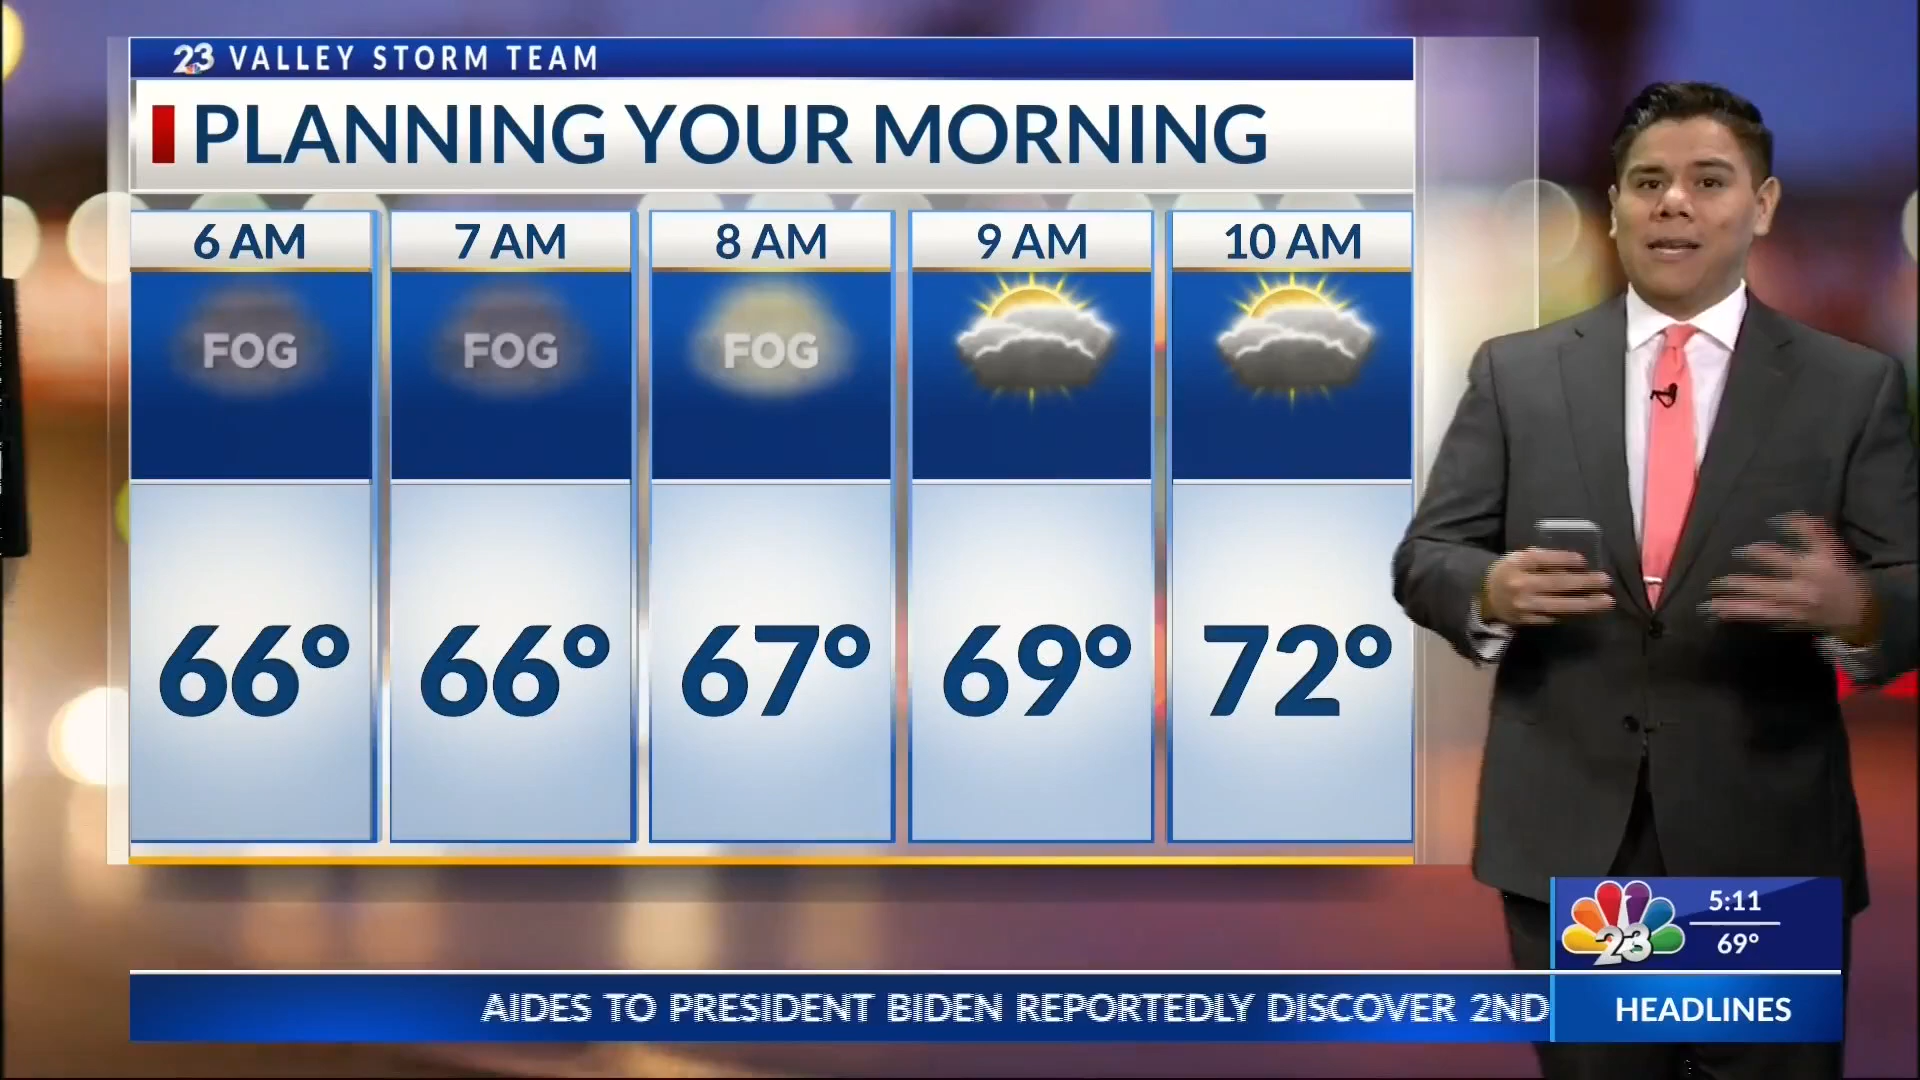 23 VALLEY STORM TEAM
PLANNING YOUR MORNING
6 AM
7 AM
8 AM
9 AM
10 AM
FOG
FOG
FOG
66°
66°
67°
69°
72°
23
5:11
69°
AIDES TO PRESIDENT BIDEN REPORTEDLY DISCOVER 2ND
HEADLINES